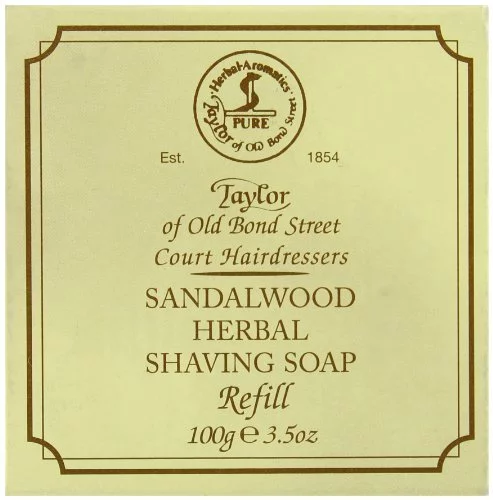 Herbal·Aromatics
PURE
Taylor of Old Bond Street
Est. 1854
Taylor
of Old Bond Street
Court Hairdressers
SANDALWOOD
HERBAL
SHAVING SOAP
Refill
100g e 3.5oz